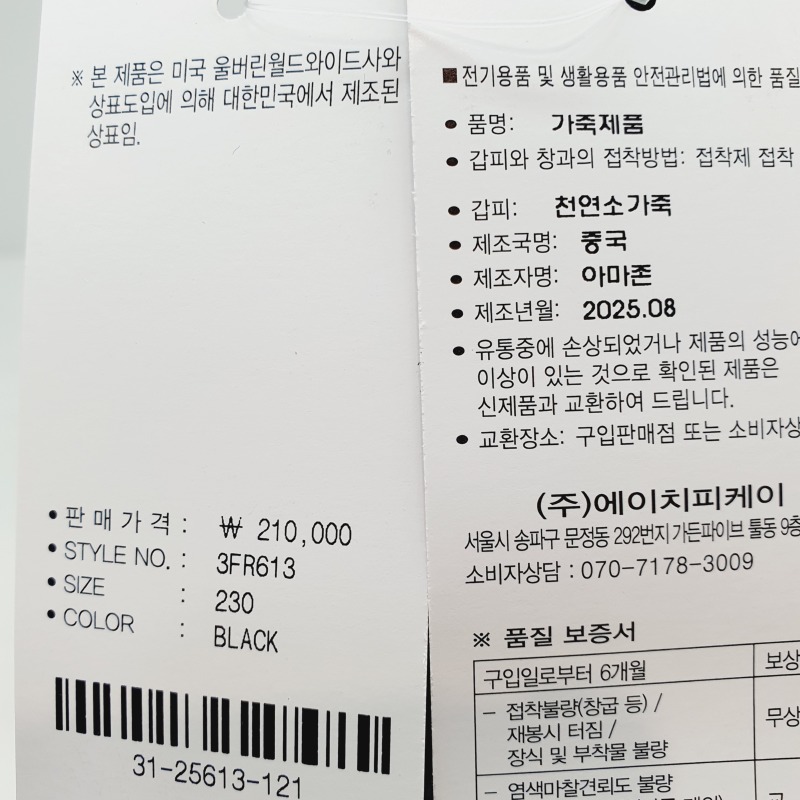 ※ 본 제품은 미국 울버린월드와이드사와
상표도입에 의해 대한민국에서 제조된
상표임.
• 판 매 가 격 : ₩ 210,000
• STYLE NO. : 3FR613
• SIZE : 230
• COLOR : BLACK
31-25613-121
■ 전기용품 및 생활용품 안전관리법에 의한 품질
• 품명: 가죽제품
• 갑피와 창과의 접착방법: 접착제 접착
• 갑피: 천연소가죽
• 제조국명: 중국
• 제조자명: 아마존
• 제조년월: 2025.08
• 유통중에 손상되었거나 제품의 성능에
이상이 있는 것으로 확인된 제품은
신제품과 교환하여 드립니다.
• 교환장소: 구입판매점 또는 소비자상
(주)에이치피케이
서울시 송파구 문정동 292번지 가든파이브 툴동 9층
소비자상담 : 070-7178-3009
※ 품질 보증서
구입일로부터 6개월 보상
– 접착불량(창굽 등) /
재봉시 터짐 / 무상
장식 및 부착물 불량
– 염색마찰견뢰도 불량